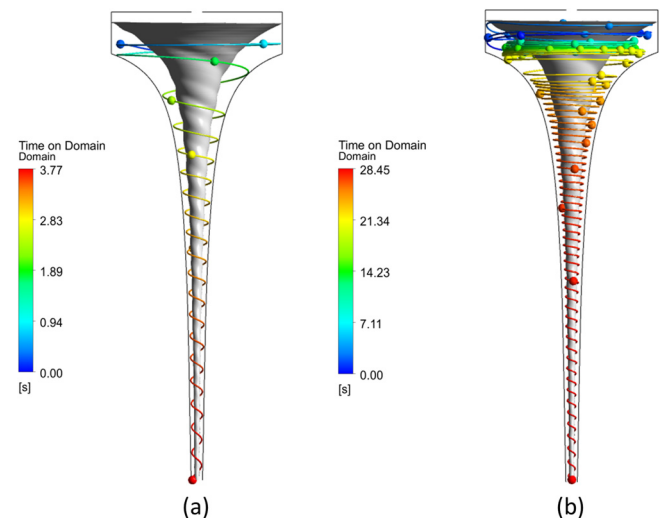 Time on Domain
Domain
3.77
2.83
1.89
0.94
0.00
[s]
(a)
Time on Domain
Domain
28.45
21.34
14.23
7.11
0.00
[s]
(b)